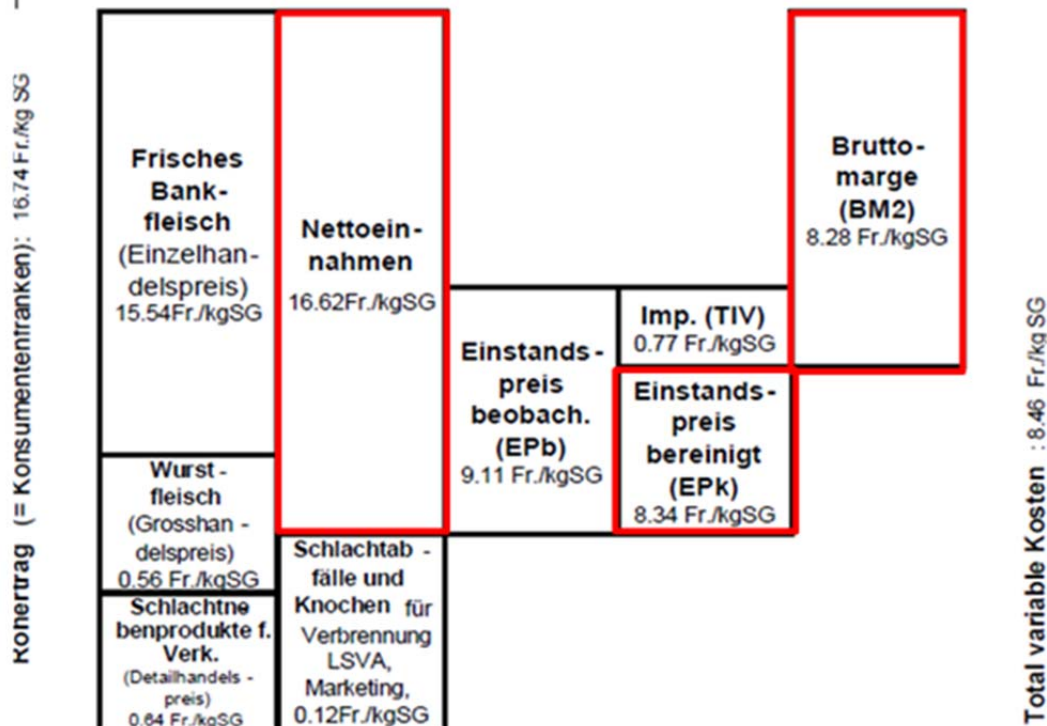 Rohertrag (= Konsumentenfranken): 16.74 Fr./kg SG
Frisches
Bank-
fleisch
(Einzelhan-
delspreis)
15.54Fr./kgSG
Wurst-
fleisch
(Grosshan-
delspreis)
0.56 Fr./kgSG
Schlachtne
benprodukte f.
Verk.
(Detailhandels-
preis)
0.64 Fr./kgSG
Nettoein-
nahmen
16.62Fr./kgSG
Schlachtab-
fälle und
Knochen für
Verbrennung
LSVA,
Marketing,
0.12Fr./kgSG
Einstands-
preis
beobach.
(EPb)
9.11 Fr./kgSG
Imp. (TIV)
0.77 Fr./kgSG
Einstands-
preis
bereinigt
(EPk)
8.34 Fr./kgSG
Brutto-
marge
(BM2)
8.28 Fr./kgSG
Total variable Kosten : 8.46 Fr/kg SG